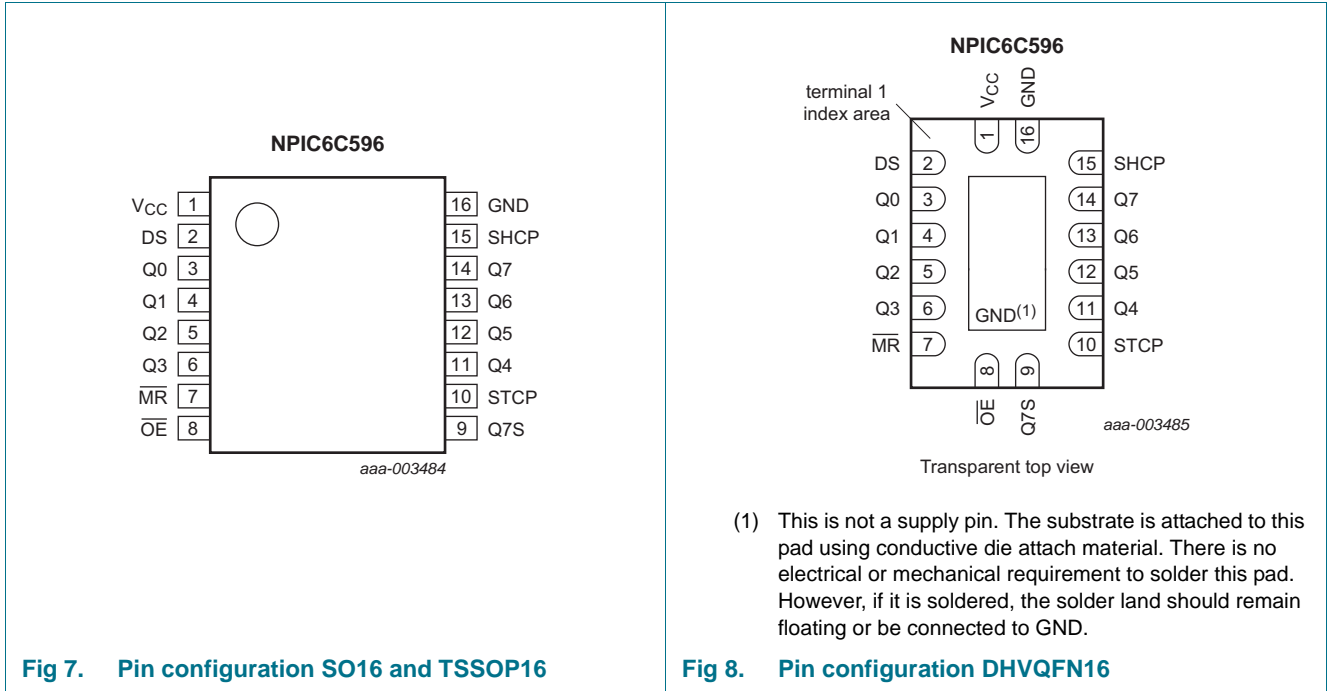 NPIC6C596
VCC 1
DS 2
Q0 3
Q1 4
Q2 5
Q3 6
MR 7
OE 8
16 GND
15 SHCP
14 Q7
13 Q6
12 Q5
11 Q4
10 STCP
9 Q7S
aaa-003484
Fig 7. Pin configuration SO16 and TSSOP16
NPIC6C596
terminal 1
index area
VCC
GND
1
16
DS 2
Q0 3
Q1 4
Q2 5
Q3 6
MR 7
15 SHCP
14 Q7
13 Q6
12 Q5
11 Q4
10 STCP
GND(1)
8
9
OE
Q7S
aaa-003485
Transparent top view
(1) This is not a supply pin. The substrate is attached to this
pad using conductive die attach material. There is no
electrical or mechanical requirement to solder this pad.
However, if it is soldered, the solder land should remain
floating or be connected to GND.
Fig 8. Pin configuration DHVQFN16